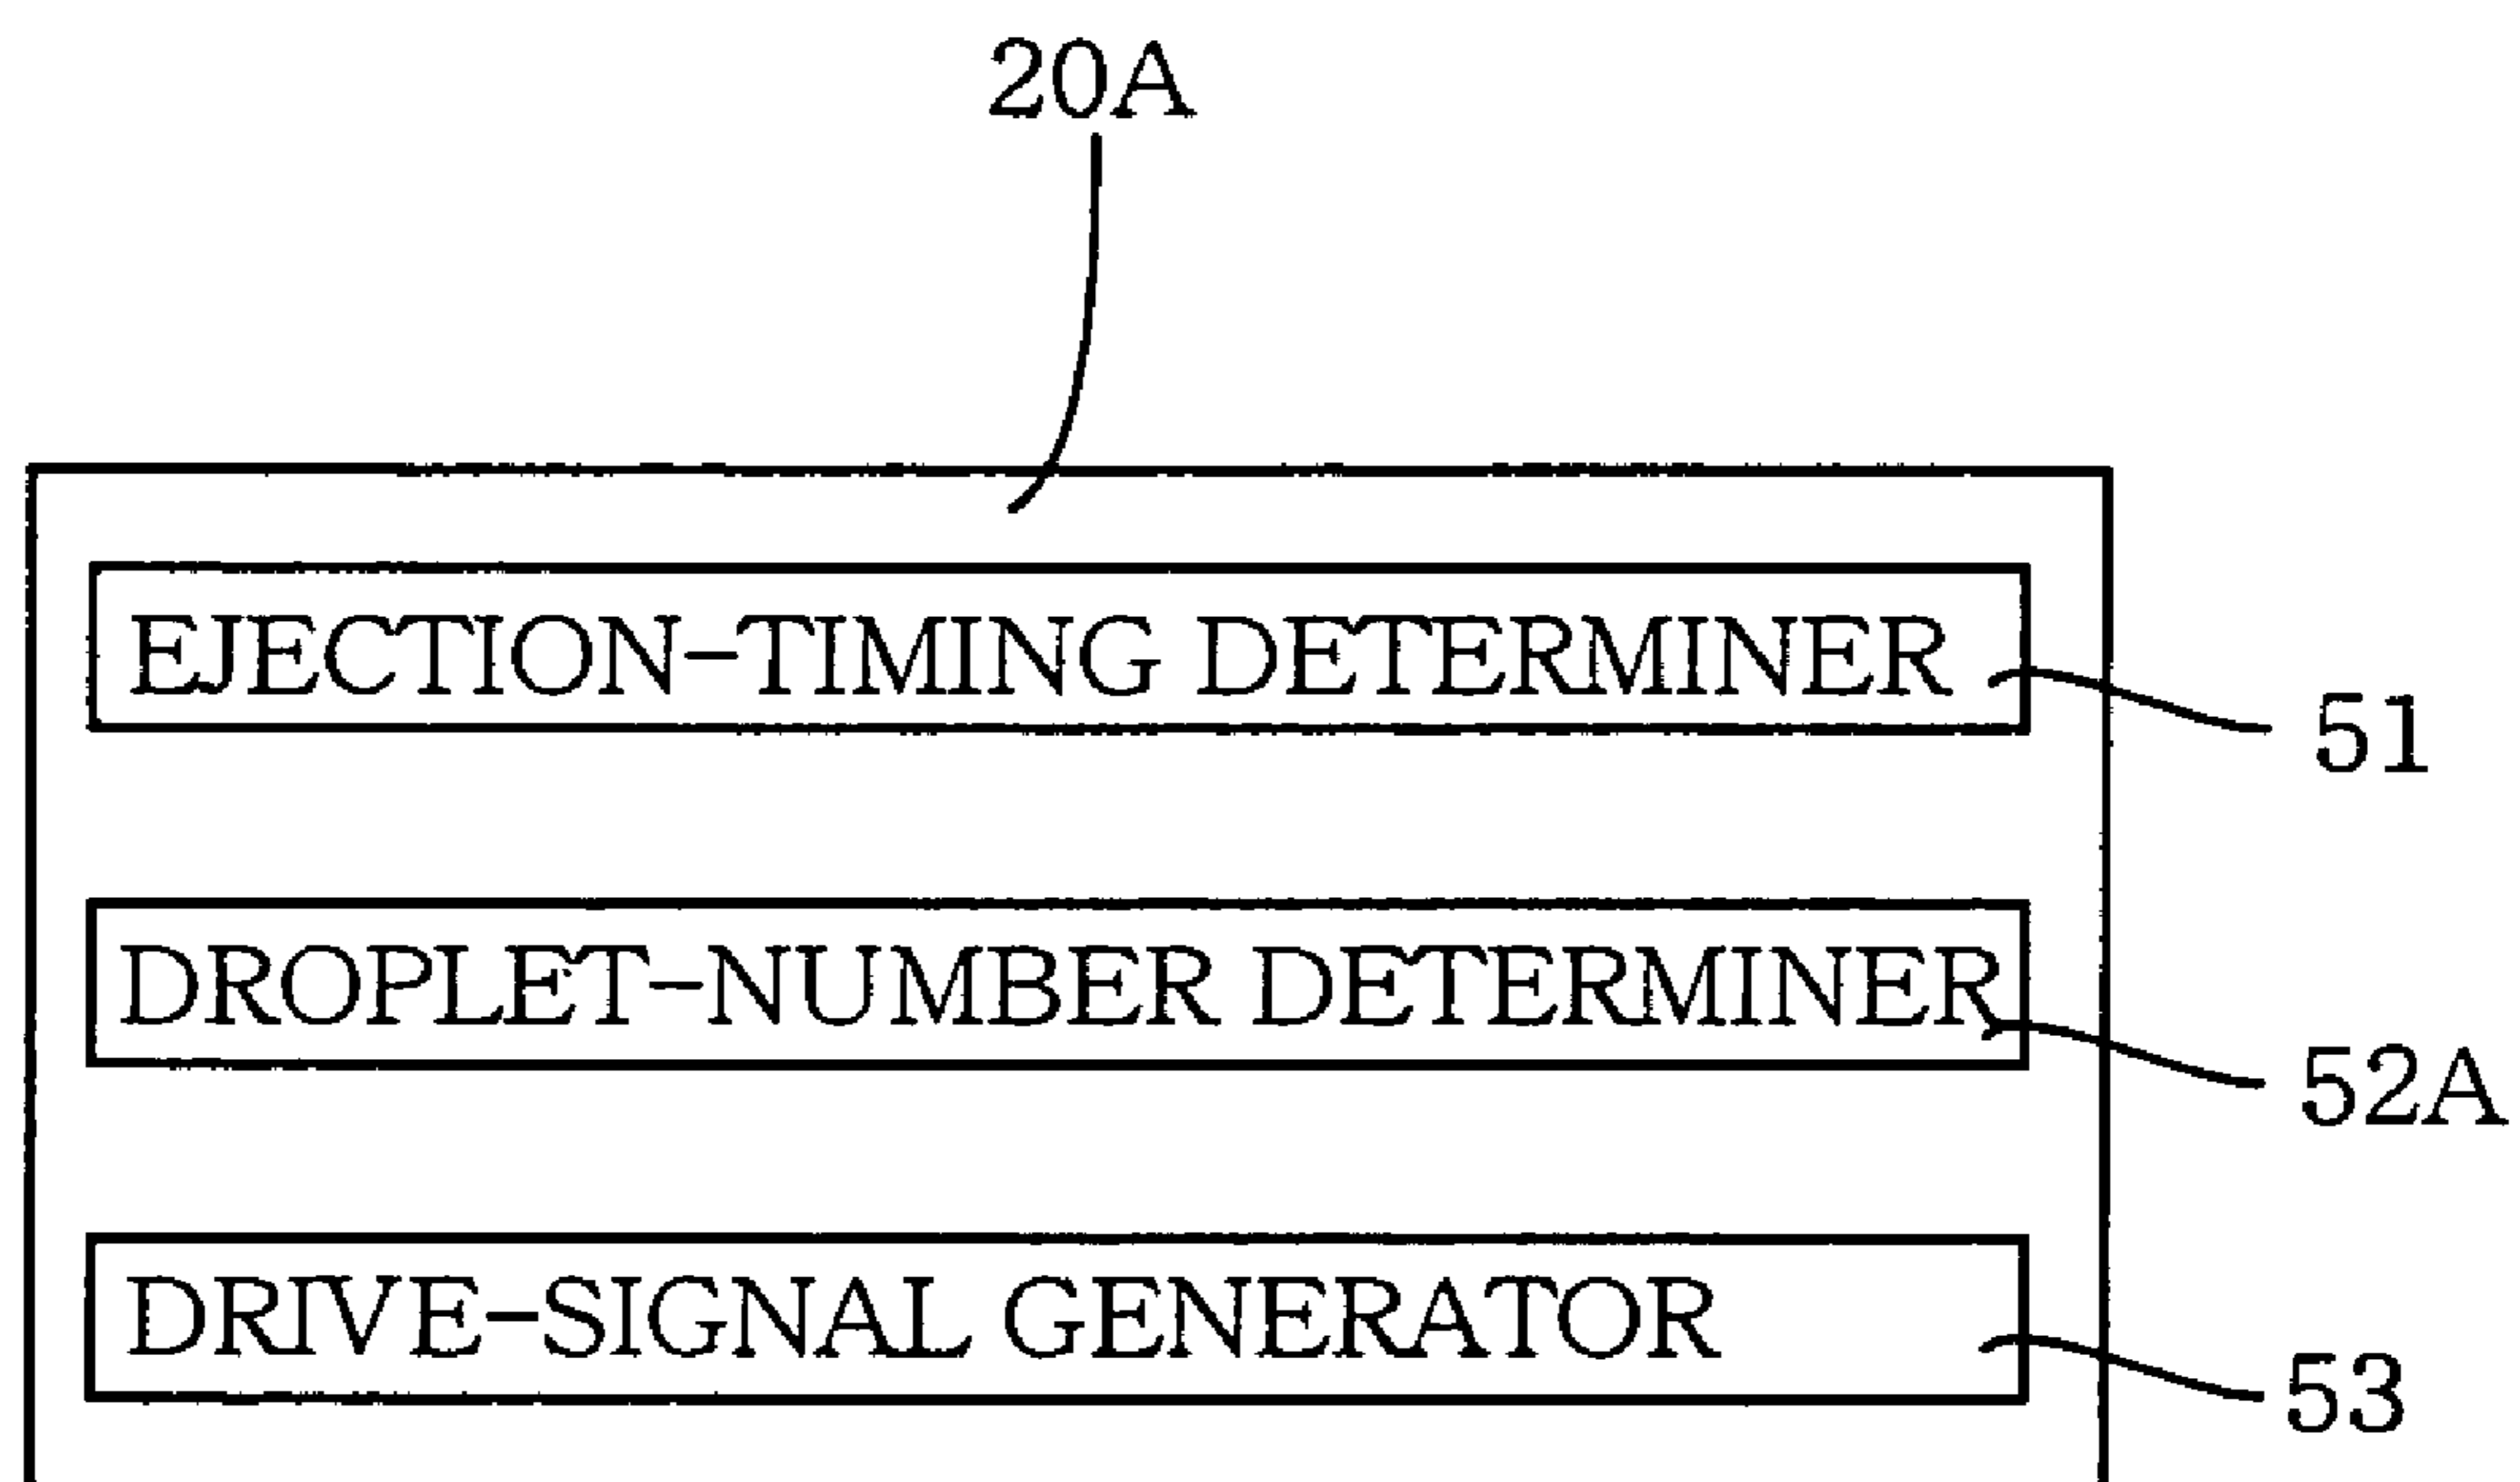 20A
EJECTION-TIMING DETERMINER
51
DROPLET-NUMBER DETERMINER
52A
DRIVE-SIGNAL GENERATOR
53